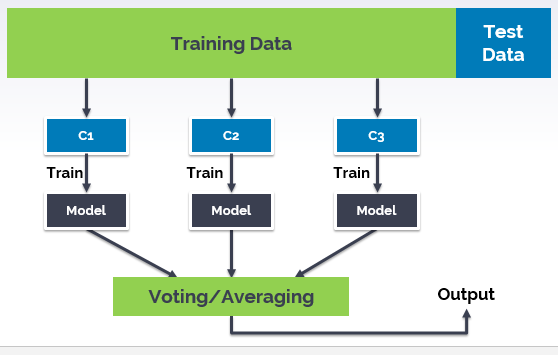 Training Data
Test
Data
C1
C2
C3
Train
Train
Train
Model
Model
Model
Voting/Averaging
Output